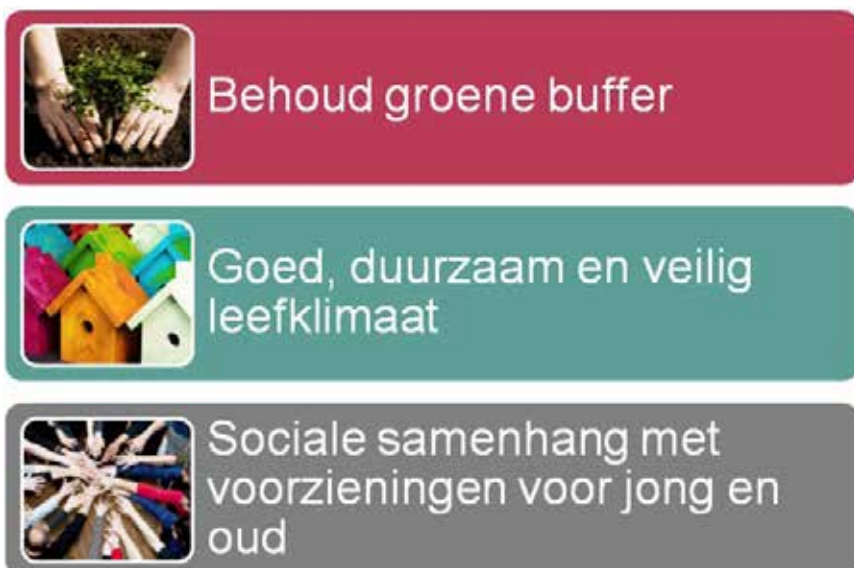 Behoud groene buffer
Goed, duurzaam en veilig
leefklimaat
Sociale samenhang met
voorzieningen voor jong en
oud